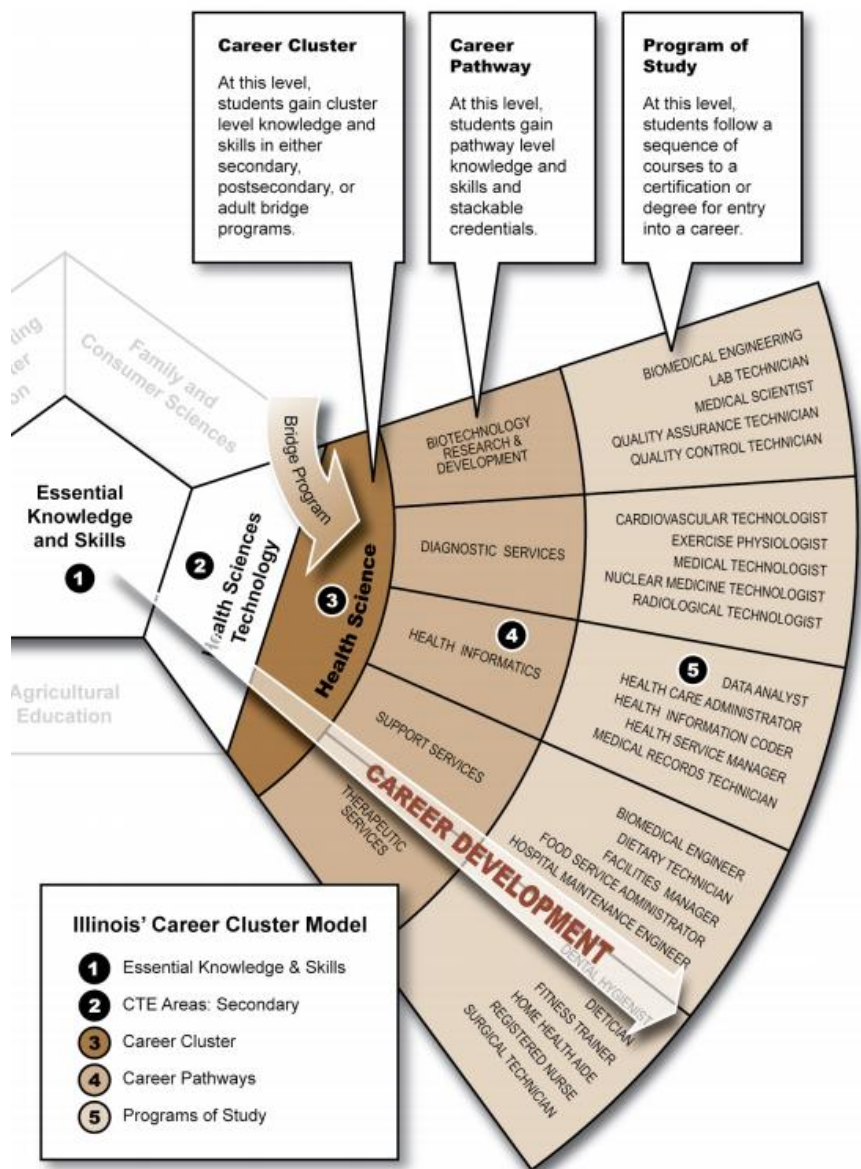 Career Cluster
At this level,
students gain cluster
level knowledge and
skills in either
secondary,
postsecondary, or
adult bridge
programs.
Career
Pathway
At this level,
students gain
pathway level
knowledge and
skills and
stackable
credentials.
Program of
Study
At this level,
students follow a
sequence of
courses to a
certification or
degree for entry
into a career.
Family and
Consumer Sciences
Bridge Program
Essential
Knowledge
and Skills
1
2
Health Sciences
Technology
3
Health Science
Agricultural
Education
BIOTECHNOLOGY
RESEARCH &
DEVELOPMENT
DIAGNOSTIC SERVICES
4
HEALTH INFORMATICS
SUPPORT SERVICES
THERAPEUTIC
SERVICES
BIOMEDICAL ENGINEERING
LAB TECHNICIAN
MEDICAL SCIENTIST
QUALITY ASSURANCE TECHNICIAN
QUALITY CONTROL TECHNICIAN
CARDIOVASCULAR TECHNOLOGIST
EXERCISE PHYSIOLOGIST
MEDICAL TECHNOLOGIST
NUCLEAR MEDICINE TECHNOLOGIST
RADIOLOGICAL TECHNOLOGIST
5
DATA ANALYST
HEALTH CARE ADMINISTRATOR
HEALTH INFORMATION CODER
HEALTH SERVICE MANAGER
MEDICAL RECORDS TECHNICIAN
BIOMEDICAL ENGINEER
DIETARY TECHNICIAN
FACILITIES MANAGER
FOOD SERVICE ADMINISTRATOR
HOSPITAL MAINTENANCE ENGINEER
DENTAL HYGIENIST
DIETICIAN
FITNESS TRAINER
HOME HEALTH AIDE
REGISTERED NURSE
SURGICAL TECHNICIAN
CAREER DEVELOPMENT
Illinois' Career Cluster Model
1 Essential Knowledge & Skills
2 CTE Areas: Secondary
3 Career Cluster
4 Career Pathways
5 Programs of Study